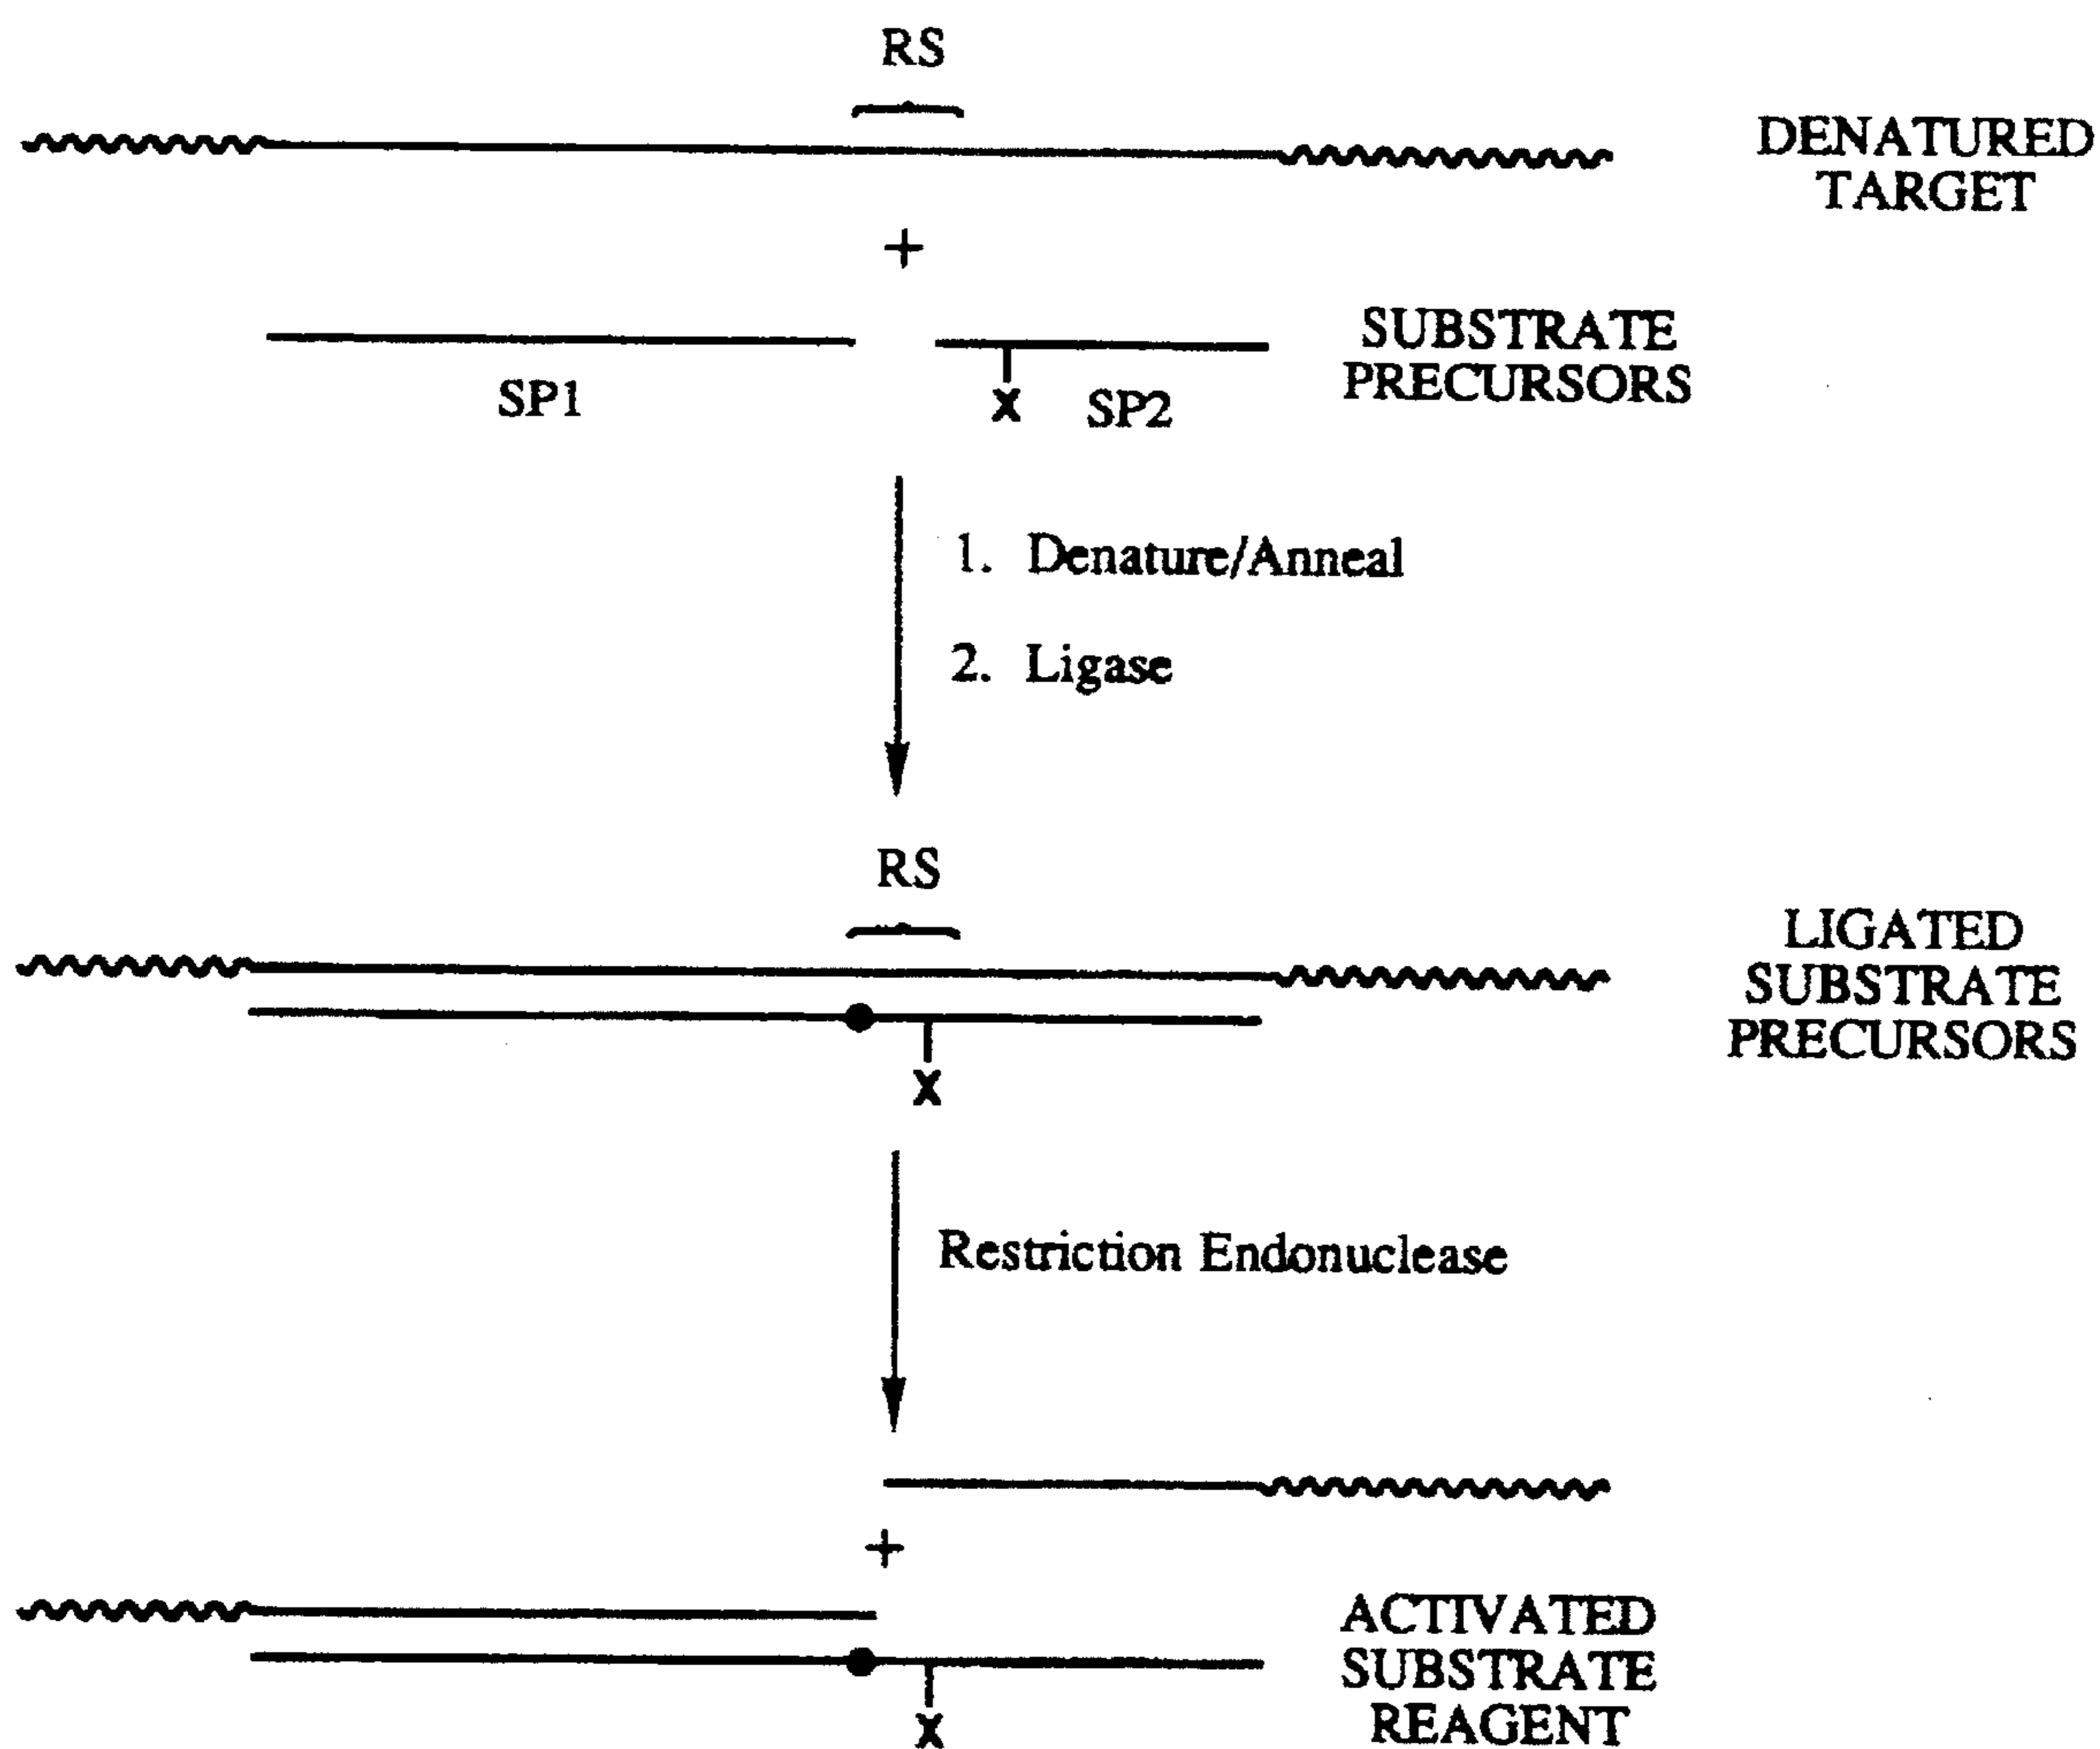 RS
DENATURED
TARGET
+
SUBSTRATE
PRECURSORS
SP1
X
SP2
1. Denature/Anneal
2. Ligase
RS
LIGATED
SUBSTRATE
PRECURSORS
X
Restriction Endonuclease
+
ACTIVATED
SUBSTRATE
REAGENT
X